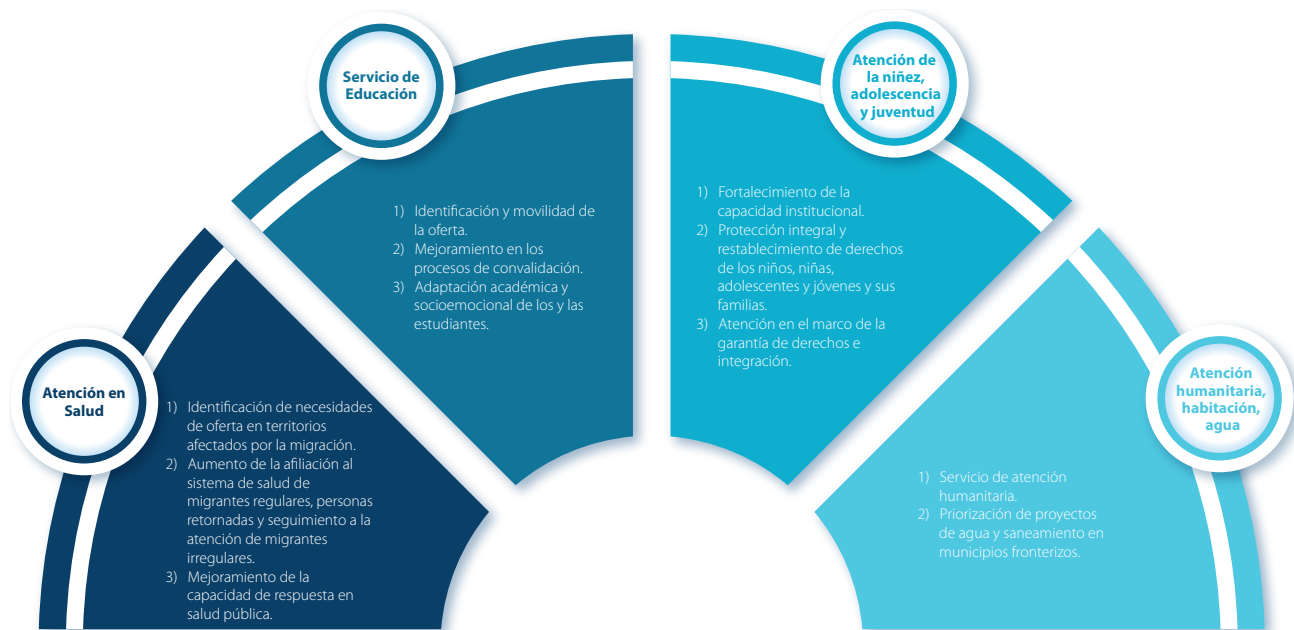 Atención en
Salud
1) Identificación de necesidades
de oferta en territorios
afectados por la migración.
2) Aumento de la afiliación al
sistema de salud de
migrantes regulares, personas
retornadas y seguimiento a la
atención de migrantes
irregulares.
3) Mejoramiento de la
capacidad de respuesta en
salud pública.
Servicio de
Educación
1) Identificación y movilidad de
la oferta.
2) Mejoramiento en los
procesos de convalidación.
3) Adaptación académica y
socioemocional de los y las
estudiantes.
Atención de
la niñez,
adolescencia
y juventud
1) Fortalecimiento de la
capacidad institucional.
2) Protección integral y
restablecimiento de derechos
de los niños, niñas,
adolescentes y jóvenes y sus
familias.
3) Atención en el marco de la
garantía de derechos e
integración.
Atención
humanitaria,
habitación,
agua
1) Servicio de atención
humanitaria.
2) Priorización de proyectos
de agua y saneamiento en
municipios fronterizos.